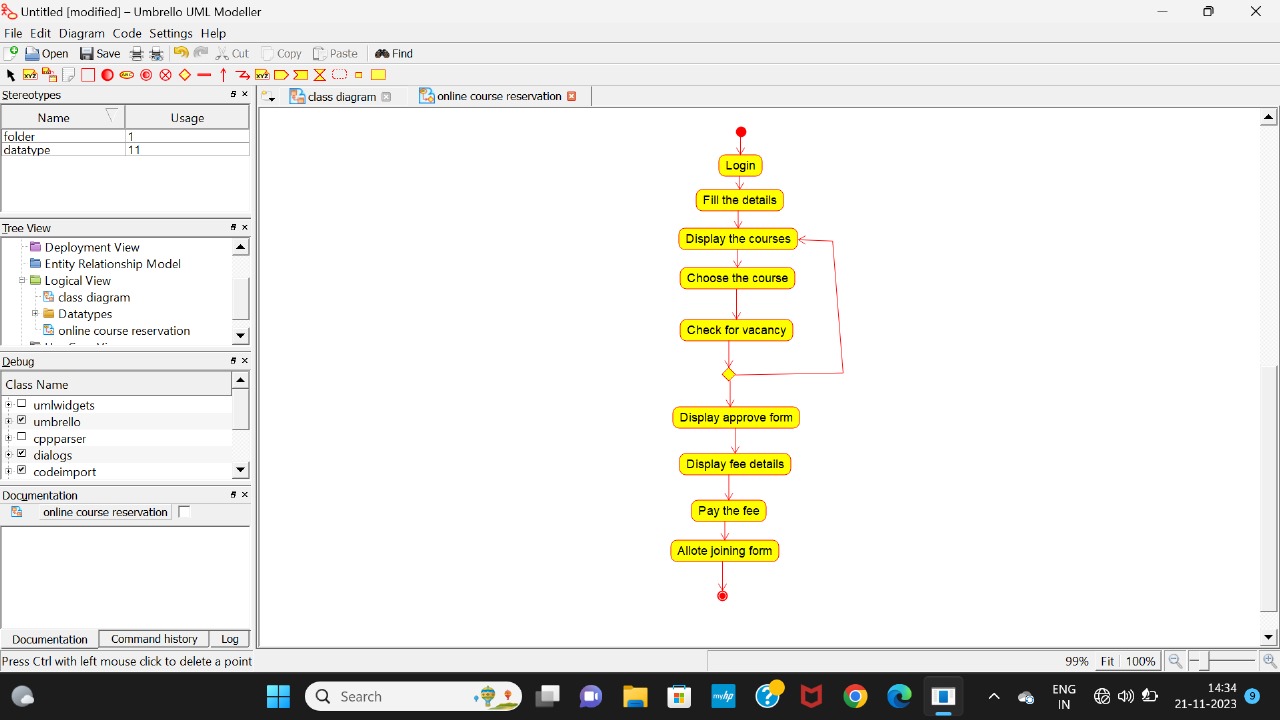 Untitled [modified] – Umbrello UML Modeller
File Edit Diagram Code Settings Help
Open Save Cut Copy Paste Find
Stereotypes
Name Usage
folder 1
datatype 11
Tree View
Deployment View
Entity Relationship Model
Logical View
class diagram
Datatypes
online course reservation
Debug
Class Name
umlwidgets
umbrello
cppparser
dialogs
codeimport
Documentation
online course reservation
Documentation Command history Log
Press Ctrl with left mouse click to delete a point
class diagram online course reservation
Login
Fill the details
Display the courses
Choose the course
Check for vacancy
Display approve form
Display fee details
Pay the fee
Allote joining form
99% Fit 100%
Search
myhp
ENG
IN
14:34
21-11-2023
9